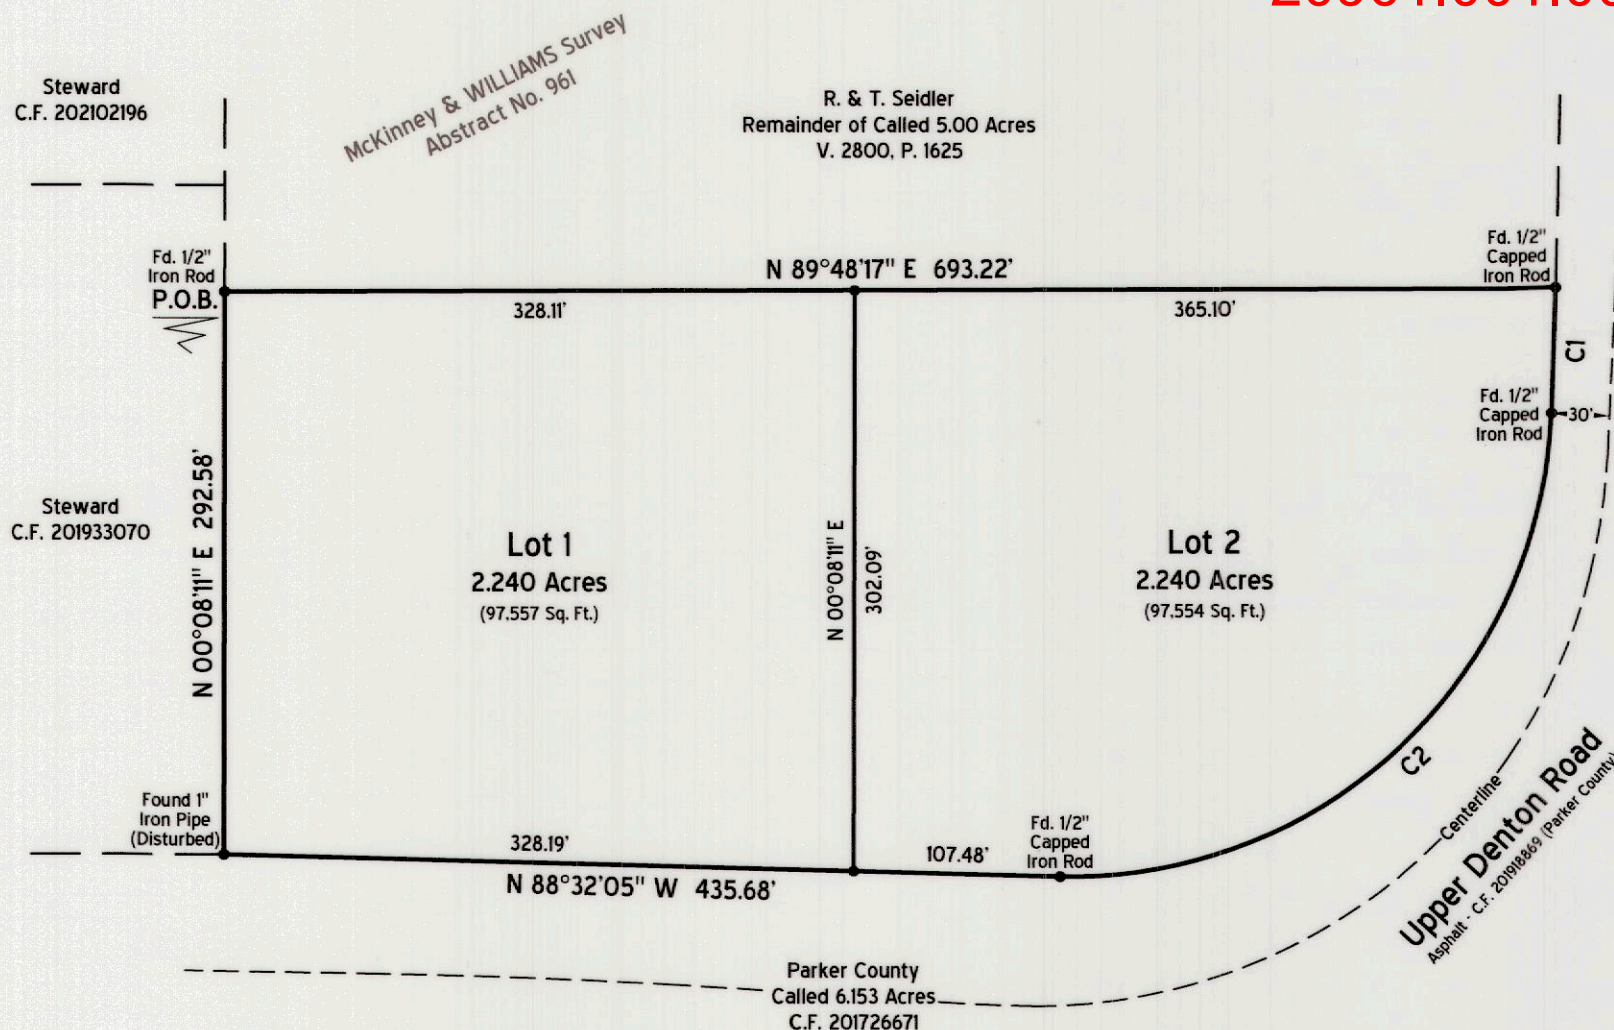 Steward
C.F. 202102196
McKinney & WILLIAMS Survey
Abstract No. 961
R. & T. Seidler
Remainder of Called 5.00 Acres
V. 2800, P. 1625
Fd. 1/2"
Iron Rod
P.O.B.
N 89°48'17" E 693.22'
328.11'
365.10'
Fd. 1/2"
Capped
Iron Rod
C1
Fd. 1/2"
Capped
Iron Rod
30'
Steward
C.F. 201933070
N 00°08'11" E 292.58'
Lot 1
2.240 Acres
(97,557 Sq. Ft.)
N 00°08'11" E
302.09'
Lot 2
2.240 Acres
(97,554 Sq. Ft.)
C2
Found 1"
Iron Pipe
(Disturbed)
328.19'
107.48'
Fd. 1/2"
Capped
Iron Rod
N 88°32'05" W 435.68'
Centerline
Upper Denton Road
Asphalt - C.F. 201918869 (Parker County)
Parker County
Called 6.153 Acres
C.F. 201726671